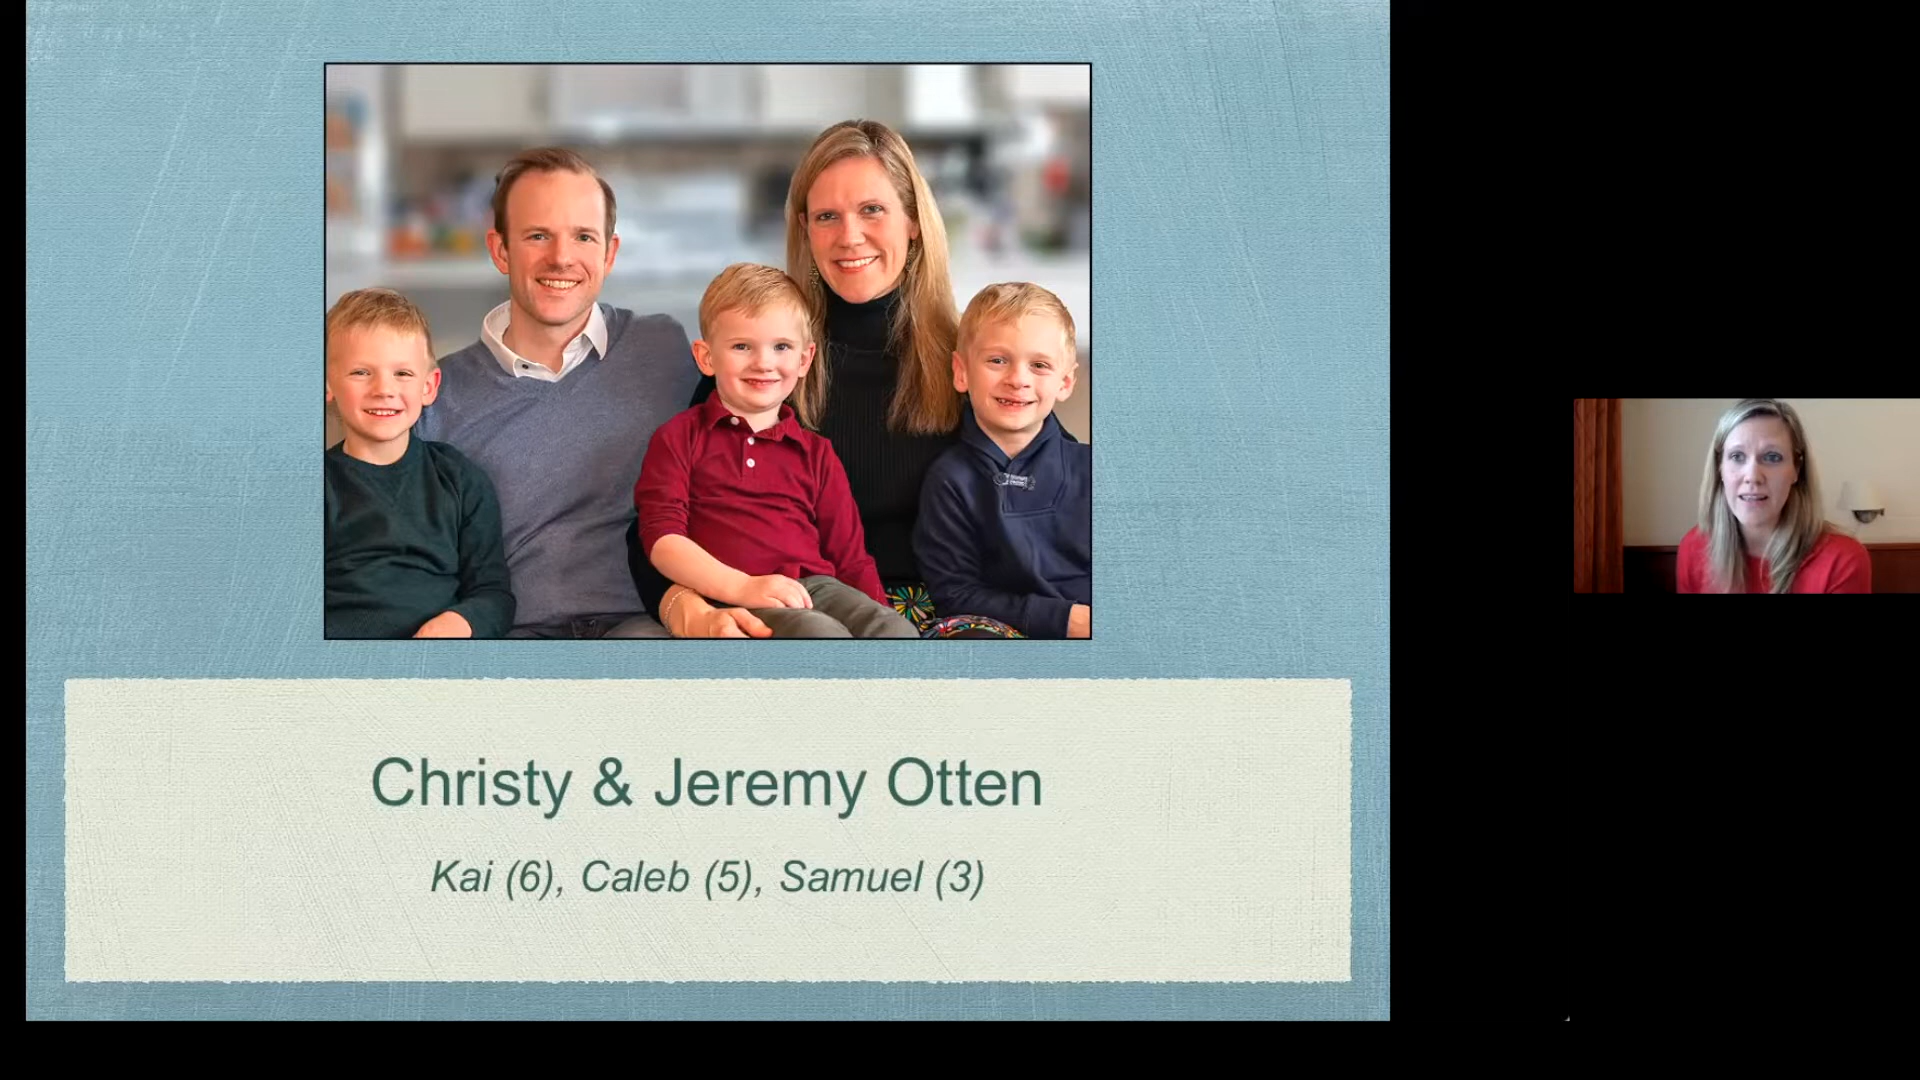 Christy & Jeremy Otten
Kai (6), Caleb (5), Samuel (3)